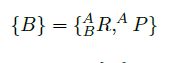 $\{B\} = \{^A_B R, ^A P\}$